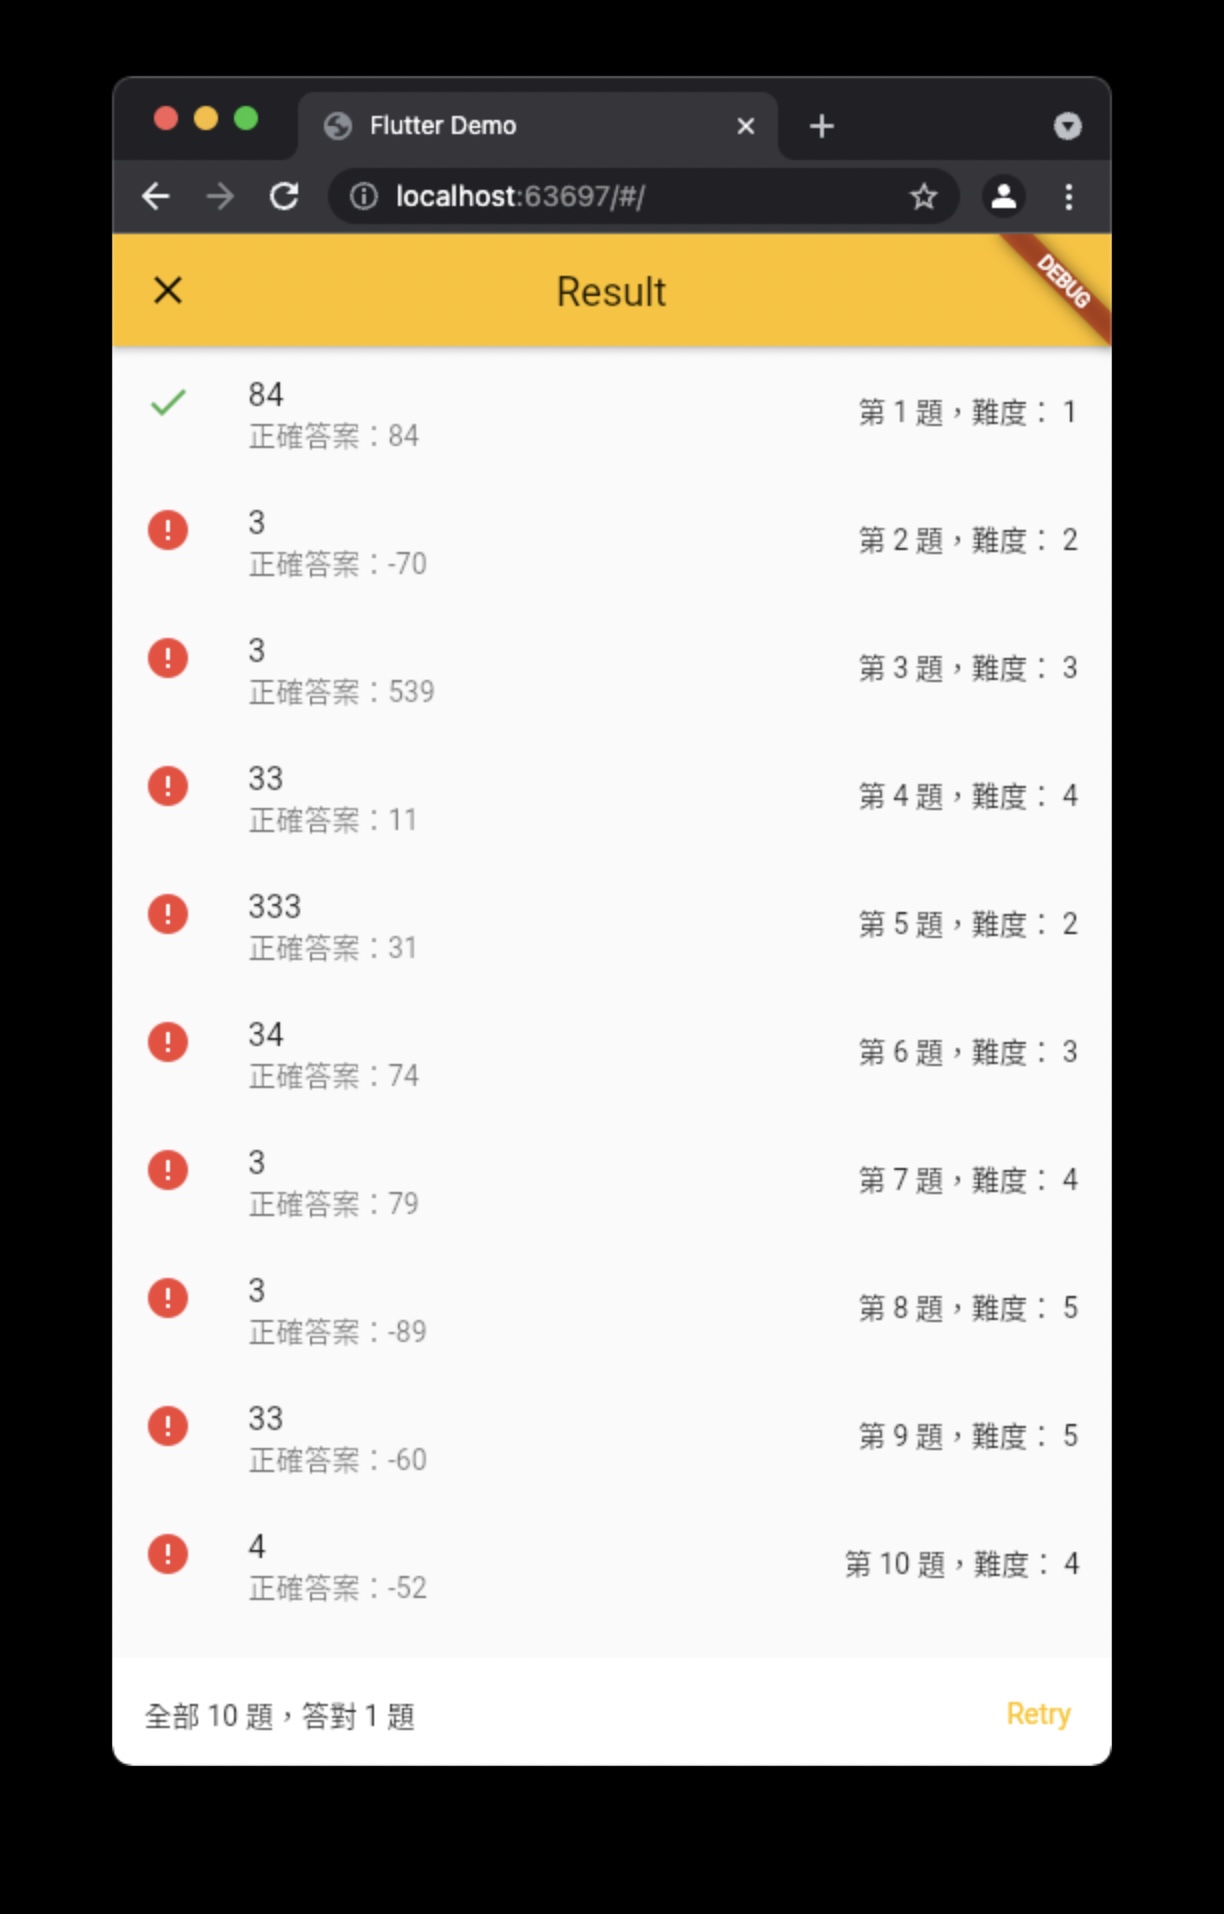 Flutter Demo
localhost:63697/#/
Result
DEBUG
84
正確答案：84
第 1 題，難度： 1
3
正確答案：-70
第 2 題，難度： 2
3
正確答案：539
第 3 題，難度： 3
33
正確答案：11
第 4 題，難度： 4
333
正確答案：31
第 5 題，難度： 2
34
正確答案：74
第 6 題，難度： 3
3
正確答案：79
第 7 題，難度： 4
3
正確答案：-89
第 8 題，難度： 5
33
正確答案：-60
第 9 題，難度： 5
4
正確答案：-52
第 10 題，難度： 4
全部 10 題，答對 1 題
Retry